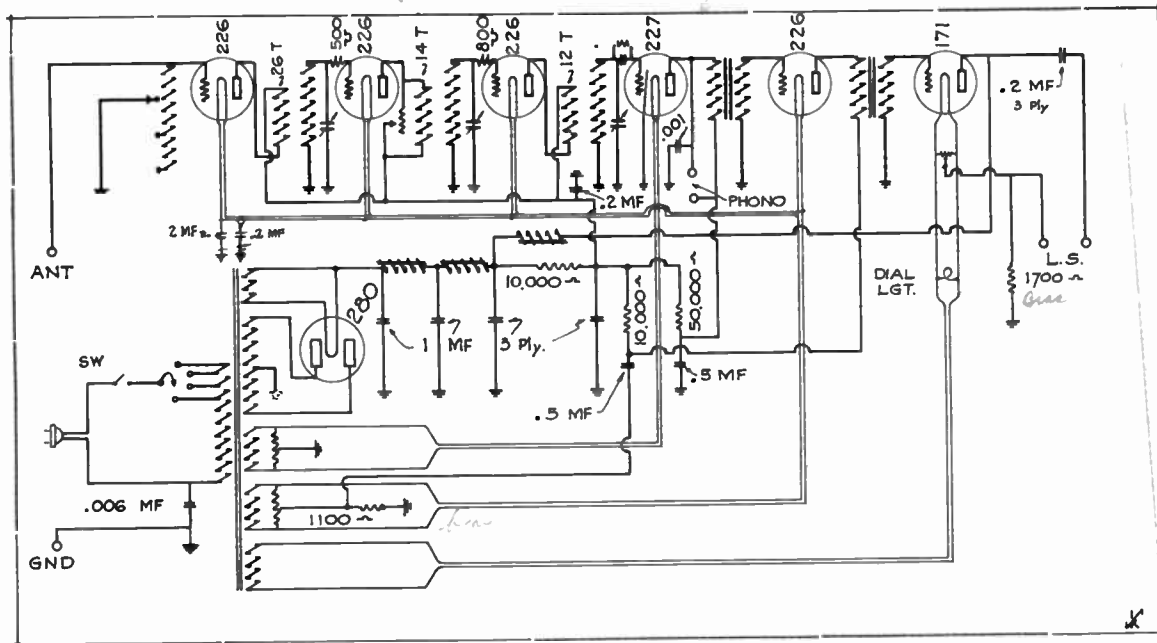 226
26 T
500 ~
226
14 T
800 ~
226
12 T
227
226
171
.2 MF
3 Ply
.001
PHONO
.2 MF
2 MF
.2 MF
ANT
L.S.
DIAL
LGT.
1700 ~
Bias
280
10,000 ~
10,000 ~
50,000 ~
1 MF
3 Ply.
SW
.5 MF
.5 MF
.006 MF
1100 ~
GND